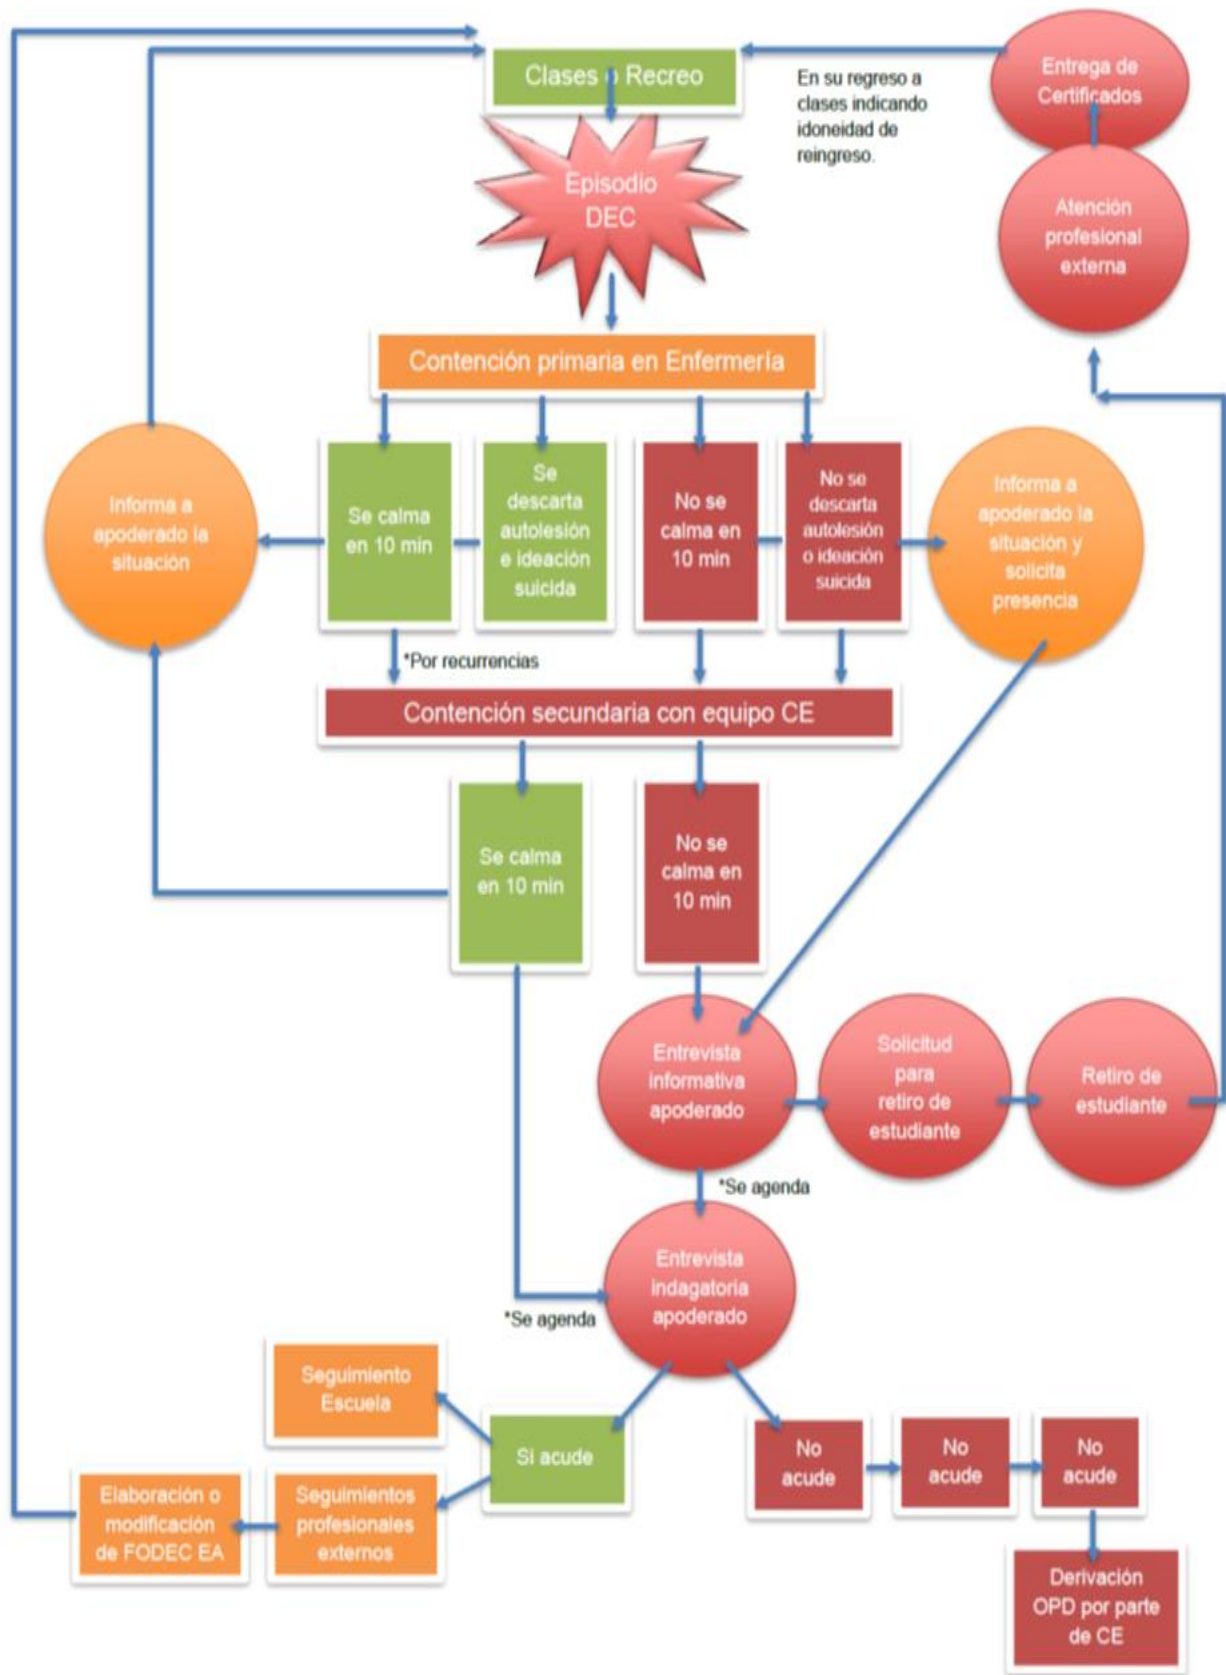 Clases o Recreo
Entrega de
Certificados
En su regreso a
clases indicando
idoneidad de
reingreso.
Episodio
DEC
Atención
profesional
externa
Contención primaria en Enfermería
Informa a
apoderado la
situación
Se calma
en 10 min
Se
descarta
autolesión
e ideación
suicida
No se
calma en
10 min
No se
descarta
autolesión
o ideación
suicida
Informa a
apoderado la
situación y
solicita
presencia
*Por recurrencias
Contención secundaria con equipo CE
Se calma
en 10 min
No se
calma en
10 min
Entrevista
informativa
apoderado
Solicitud
para
retiro de
estudiante
Retiro de
estudiante
*Se agenda
Entrevista
indagatoria
apoderado
*Se agenda
Seguimiento
Escuela
Si acude
No
acude
No
acude
No
acude
Elaboración o
modificación
de FODEC EA
Seguimientos
profesionales
externos
Derivación
OPD por parte
de CE